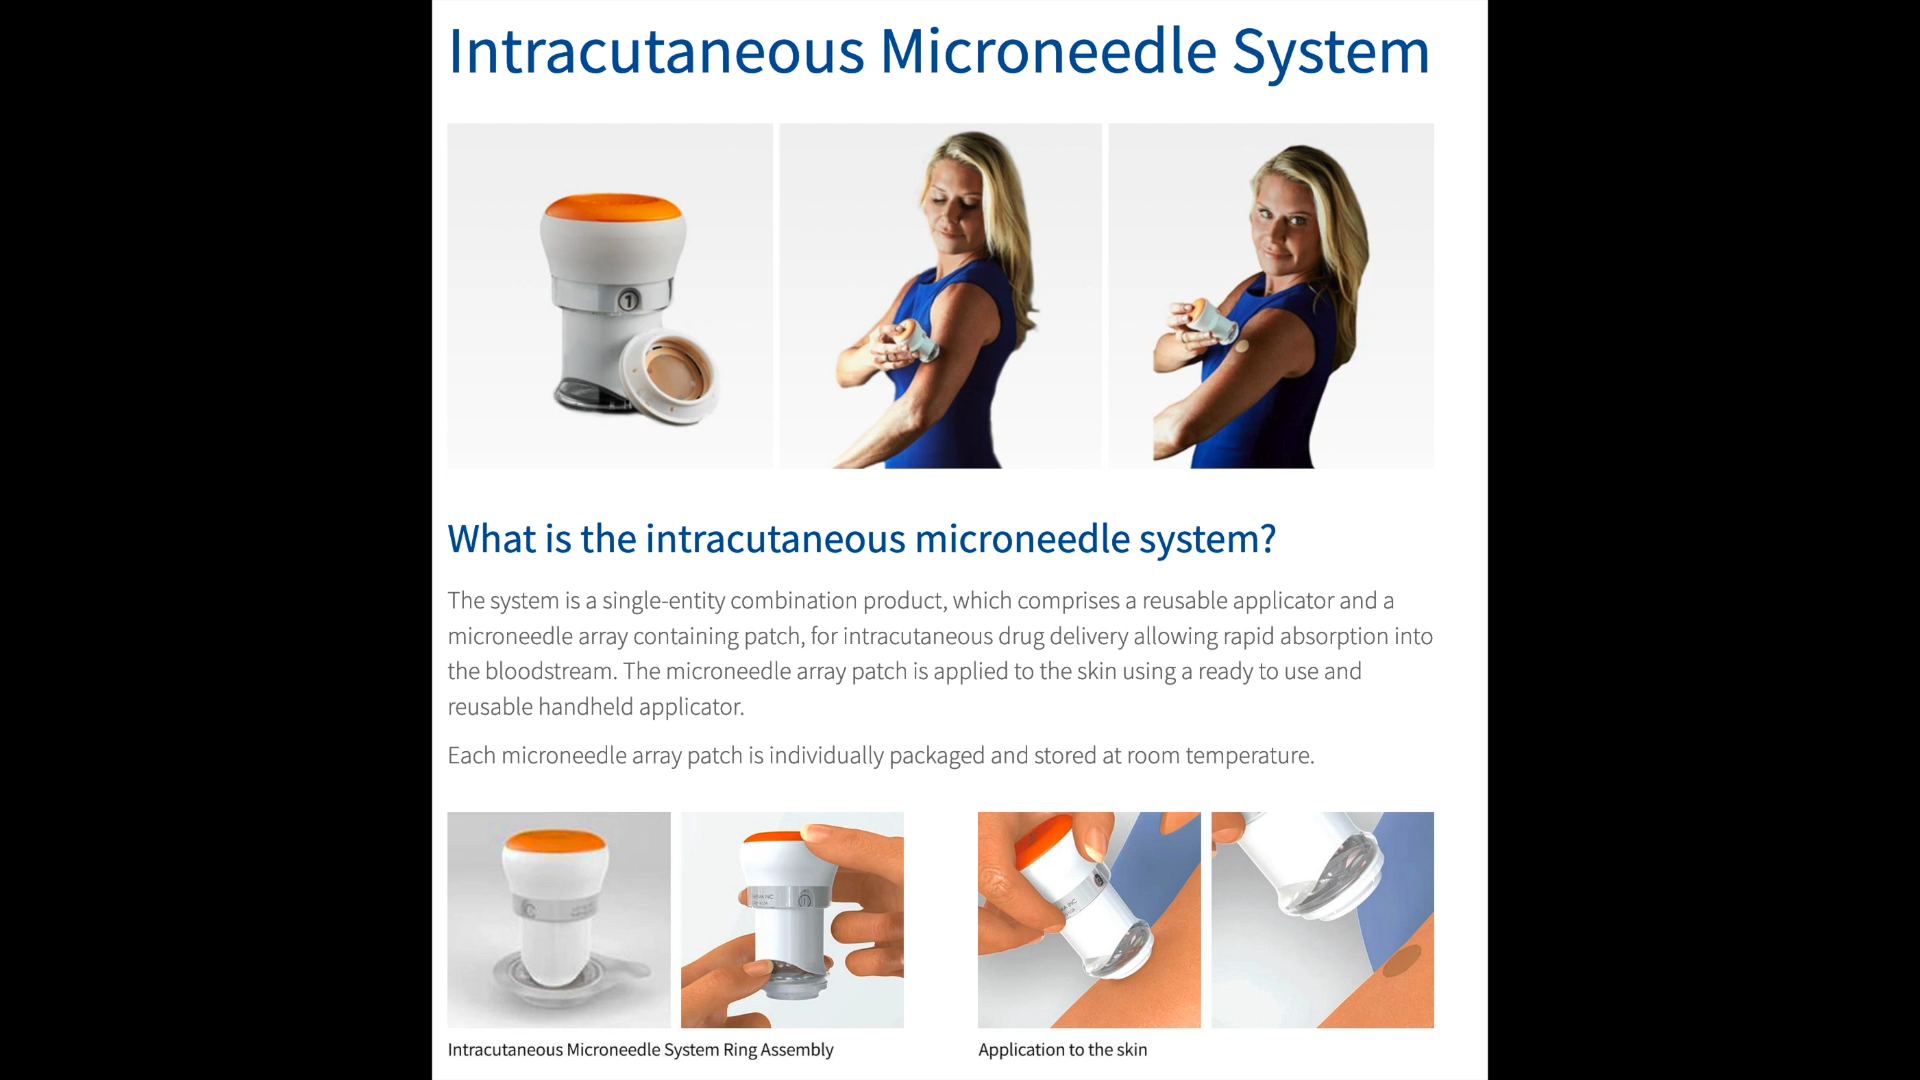 Intracutaneous Microneedle System
1
What is the intracutaneous microneedle system?
The system is a single-entity combination product, which comprises a reusable applicator and a
microneedle array containing patch, for intracutaneous drug delivery allowing rapid absorption into
the bloodstream. The microneedle array patch is applied to the skin using a ready to use and
reusable handheld applicator.
Each microneedle array patch is individually packaged and stored at room temperature.
Intracutaneous Microneedle System Ring Assembly
Application to the skin